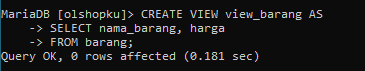 MariaDB [olshopku]> CREATE VIEW view_barang AS
    -> SELECT nama_barang, harga
    -> FROM barang;
Query OK, 0 rows affected (0.181 sec)